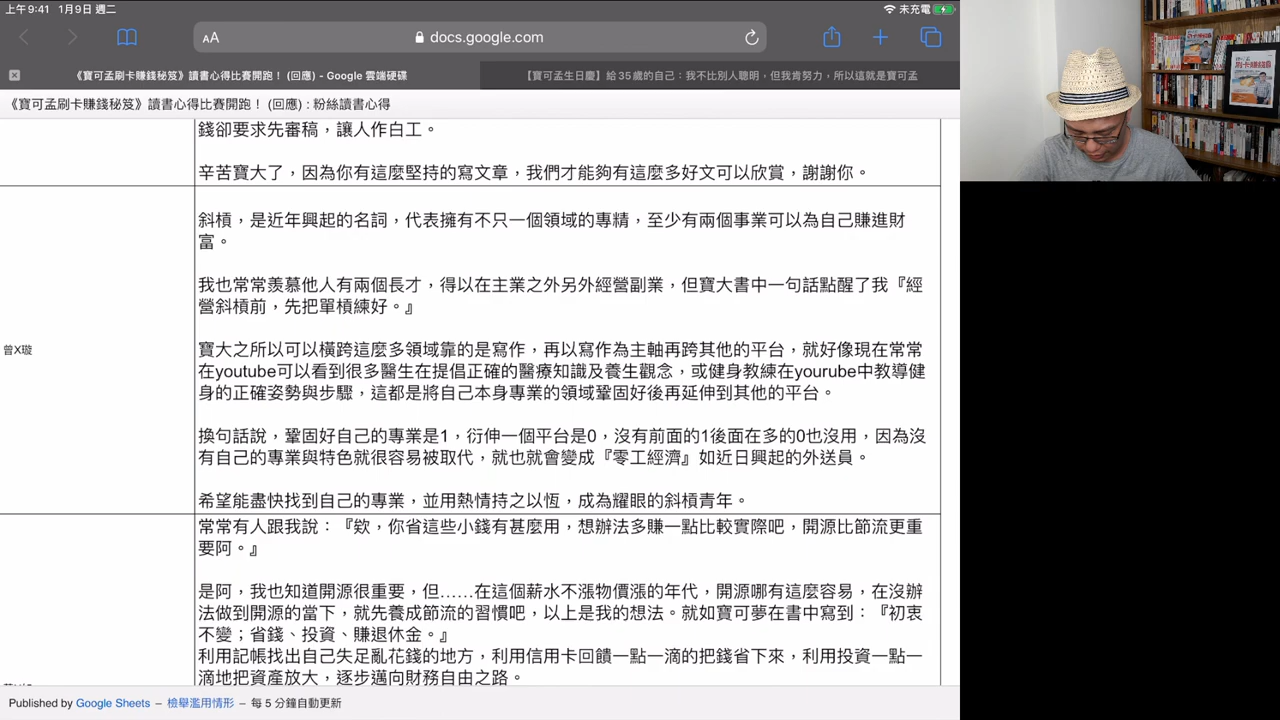 上午9:41 1月9日 週二
未充電
AA
docs.google.com
《寶可孟刷卡賺錢秘笈》讀書心得比賽開跑！ (回應) - Google 雲端硬碟
【寶可孟生日慶】給35歲的自己：我不比別人聰明，但我肯努力，所以這就是寶可孟
《寶可孟刷卡賺錢秘笈》讀書心得比賽開跑！ (回應) : 粉絲讀書心得
錢卻要求先審稿，讓人作白工。
辛苦寶大了，因為你有這麼堅持的寫文章，我們才能夠有這麼多好文可以欣賞，謝謝你。
斜槓，是近年興起的名詞，代表擁有不只一個領域的專精，至少有兩個事業可以為自己賺進財
富。
我也常常羨慕他人有兩個長才，得以在主業之外另外經營副業，但寶大書中一句話點醒了我『經
營斜槓前，先把單槓練好。』
曾X璇
寶大之所以可以橫跨這麼多領域靠的是寫作，再以寫作為主軸再跨其他的平台，就好像現在常常
在youtube可以看到很多醫生在提倡正確的醫療知識及養生觀念，或健身教練在yourube中教導健
身的正確姿勢與步驟，這都是將自己本身專業的領域鞏固好後再延伸到其他的平台。
換句話說，鞏固好自己的專業是1，衍伸一個平台是0，沒有前面的1後面在多的0也沒用，因為沒
有自己的專業與特色就很容易被取代，就也就會變成『零工經濟』如近日興起的外送員。
希望能盡快找到自己的專業，並用熱情持之以恆，成為耀眼的斜槓青年。
常常有人跟我說：『欸，你省這些小錢有甚麼用，想辦法多賺一點比較實際吧，開源比節流更重
要阿。』
是阿，我也知道開源很重要，但……在這個薪水不漲物價漲的年代，開源哪有這麼容易，在沒辦
法做到開源的當下，就先養成節流的習慣吧，以上是我的想法。就如寶可夢在書中寫到：『初衷
不變；省錢、投資、賺退休金。』
利用記帳找出自己失足亂花錢的地方，利用信用卡回饋一點一滴的把錢省下來，利用投資一點一
滴地把資產放大，逐步邁向財務自由之路。
Published by Google Sheets – 檢舉濫用情形 – 每 5 分鐘自動更新